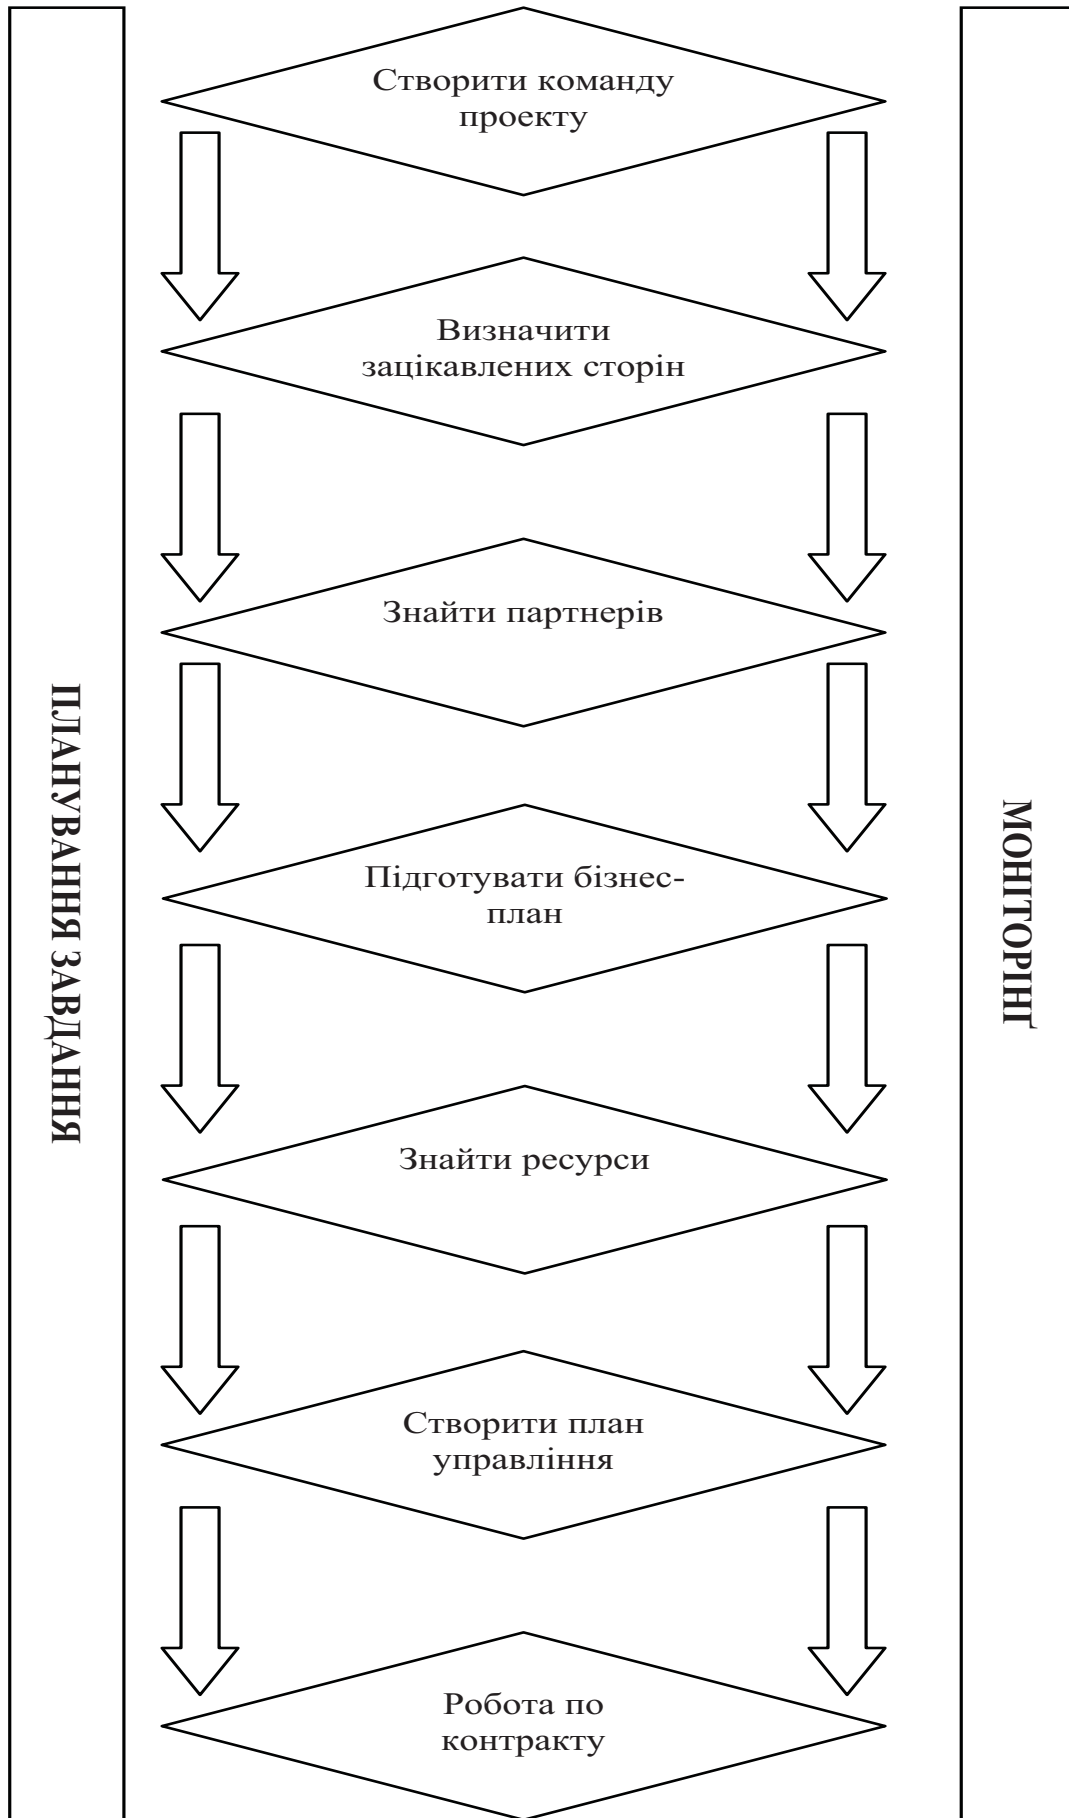 Створити команду
проекту
Визначити
зацікавлених сторін
Знайти партнерів
Підготувати бізнес-
план
Знайти ресурси
Створити план
управління
Робота по
контракту
ПЛАНУВАННЯ ЗАВДАННЯ
МОНІТОРІНҐ